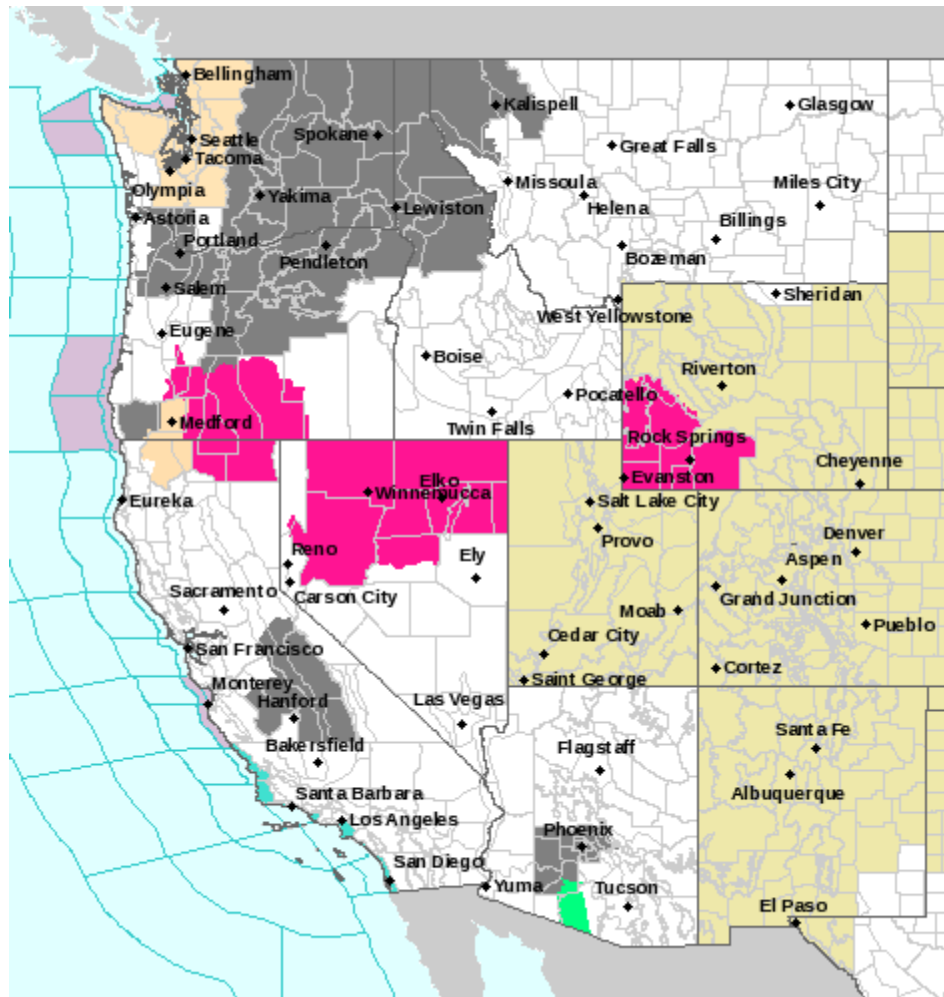 Bellingham
Kalispell
Glasgow
Spokane
Seattle
Great Falls
Tacoma
Olympia
Missoula
Miles City
Yakima
Lewiston
Helena
Astoria
Billings
Portland
Pendleton
Bozeman
Salem
Sheridan
West Yellowstone
Eugene
Boise
Riverton
Pocatello
Medford
Twin Falls
Rock Springs
Cheyenne
Elko
Evanston
Winnemucca
Eureka
Salt Lake City
Provo
Denver
Reno
Ely
Aspen
Sacramento
Carson City
Grand Junction
Moab
Pueblo
Cedar City
San Francisco
Cortez
Saint George
Monterey
Hanford
Las Vegas
Santa Fe
Bakersfield
Flagstaff
Albuquerque
Santa Barbara
Los Angeles
Phoenix
San Diego
Yuma
Tucson
El Paso